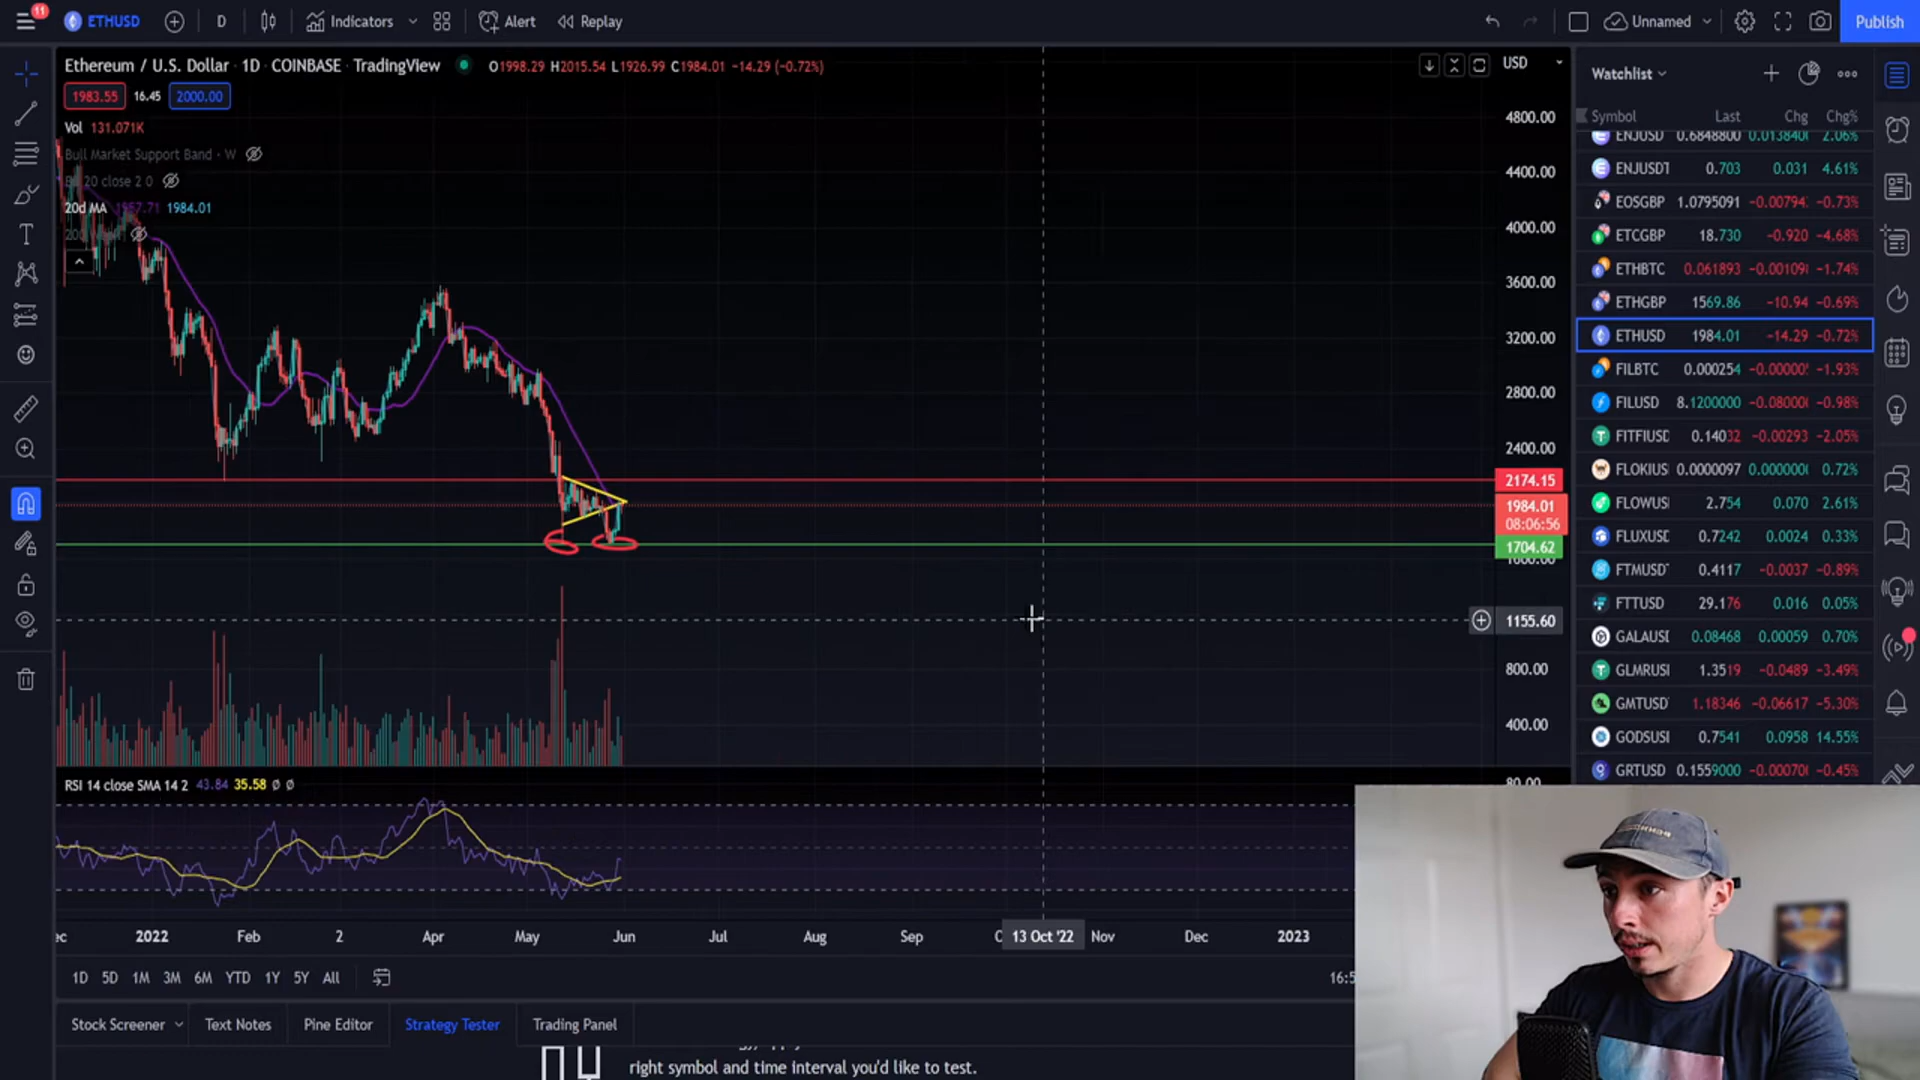 11
ETHUSD
D
Indicators
Alert
Replay
Unnamed
Publish
Ethereum / U.S. Dollar · 1D · COINBASE · TradingView
O1998.29 H2015.54 L1926.99 C1984.01 −14.29 (−0.72%)
USD
1983.55 16.45 2000.00
Vol 131.071K
Bull Market Support Band · W
20 close 2 0
20d MA 1984.01
4800.00
4400.00
4000.00
3600.00
3200.00
2800.00
2400.00
2174.15
1984.01
08:06:56
1704.62
1155.60
800.00
400.00
RSI 14 close SMA 14 2 43.84 35.58 Ø Ø
80.00
2022 Feb 2 Apr May Jun Jul Aug Sep 13 Oct '22 Nov Dec 2023
1D 5D 1M 3M 6M YTD 1Y 5Y All
16:5
Stock Screener
Text Notes
Pine Editor
Strategy Tester
Trading Panel
right symbol and time interval you'd like to test.
Watchlist
Symbol Last Chg Chg%
ENJUSD 0.6848800 0.013840 2.06%
ENJUSDT 0.703 0.031 4.61%
EOSGBP 1.0795091 −0.00794 −0.73%
ETCGBP 18.730 −0.920 −4.68%
ETHBTC 0.061893 −0.00109 −1.74%
ETHGBP 1569.86 −10.94 −0.69%
ETHUSD 1984.01 −14.29 −0.72%
FILBTC 0.000254 −0.00000 −1.93%
FILUSD 8.1200000 −0.08000 −0.98%
FITFIUSD 0.14032 −0.00293 −2.05%
FLOKIUS 0.0000097 0.000000 0.72%
FLOWUS 2.754 0.070 2.61%
FLUXUSD 0.7242 0.0024 0.33%
FTMUSD 0.4117 −0.0037 −0.89%
FTTUSD 29.176 0.016 0.05%
GALAUSI 0.08468 0.00059 0.70%
GLMRUSI 1.3519 −0.0489 −3.49%
GMTUSD 1.18346 −0.06617 −5.30%
GODSUSI 0.7541 0.0958 14.55%
GRTUSD 0.1559000 −0.00070 −0.45%